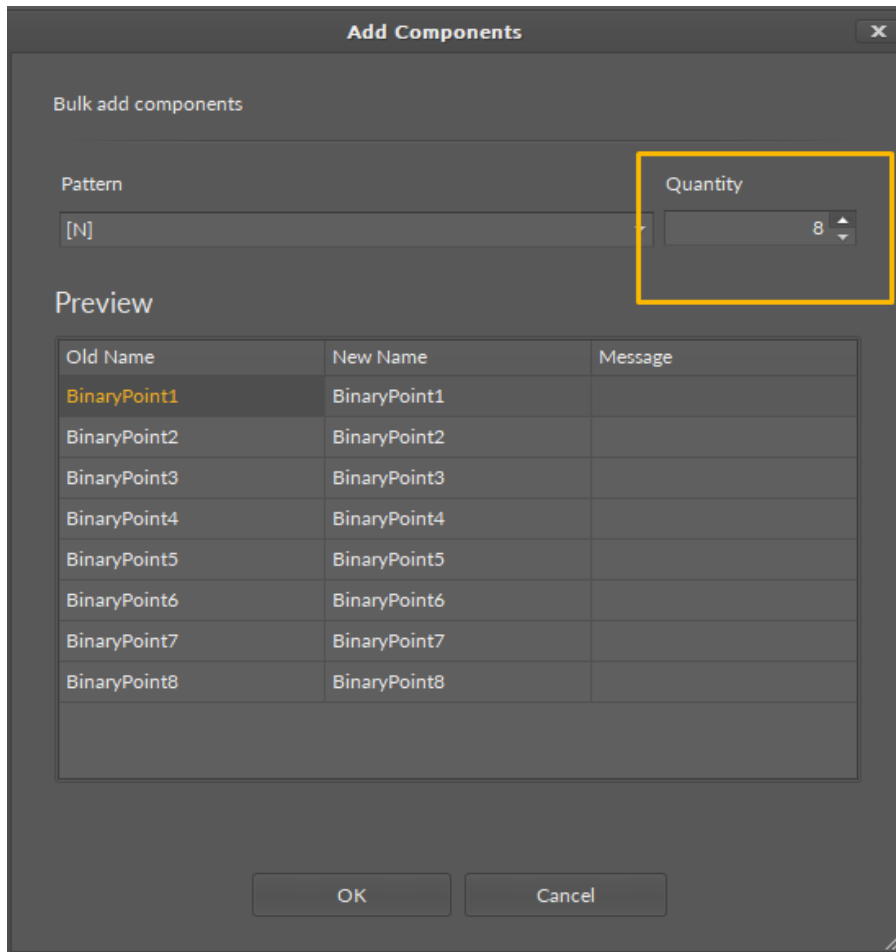 Add Components
X
Bulk add components
Pattern
Quantity
[N]
8
Preview
Old Name New Name Message
BinaryPoint1 BinaryPoint1
BinaryPoint2 BinaryPoint2
BinaryPoint3 BinaryPoint3
BinaryPoint4 BinaryPoint4
BinaryPoint5 BinaryPoint5
BinaryPoint6 BinaryPoint6
BinaryPoint7 BinaryPoint7
BinaryPoint8 BinaryPoint8
OK
Cancel